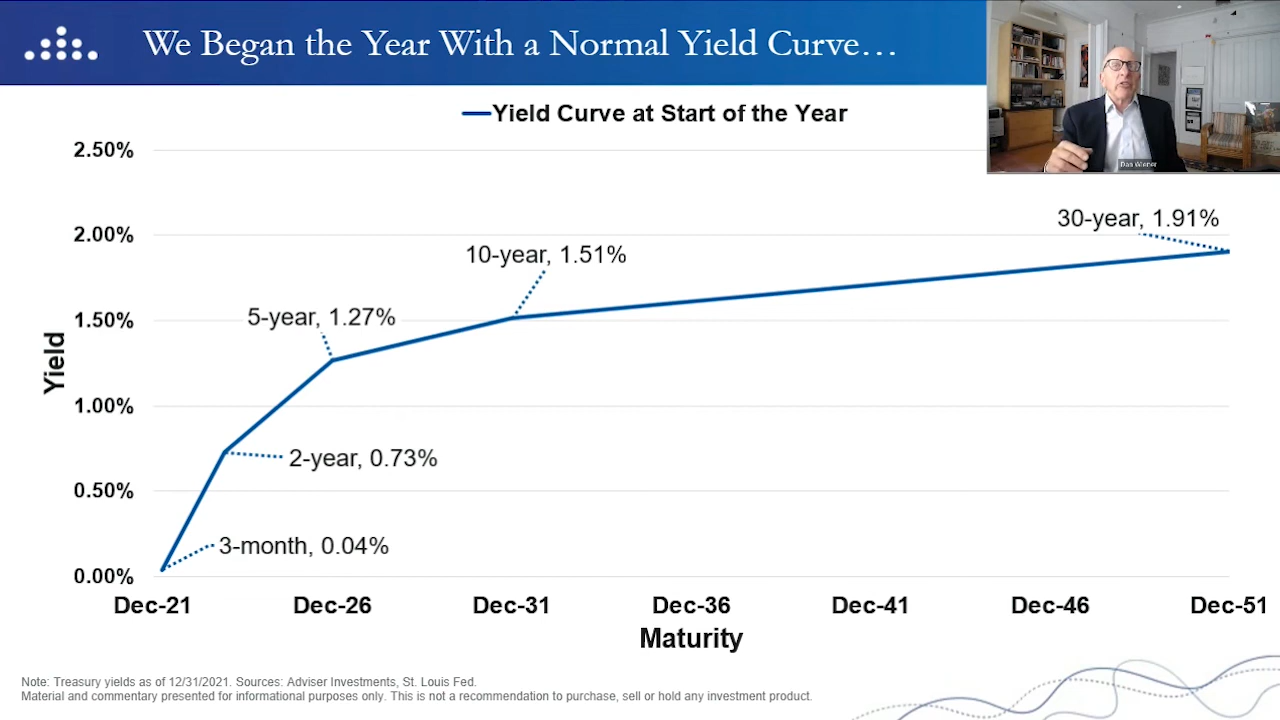 We Began the Year With a Normal Yield Curve…
Dan Wiener
Yield Curve at Start of the Year
2.50%
2.00%
1.50%
1.00%
0.50%
0.00%
Yield
30-year, 1.91%
10-year, 1.51%
5-year, 1.27%
2-year, 0.73%
3-month, 0.04%
Dec-21 Dec-26 Dec-31 Dec-36 Dec-41 Dec-46 Dec-51
Maturity
Note: Treasury yields as of 12/31/2021. Sources: Adviser Investments, St. Louis Fed.
Material and commentary presented for informational purposes only. This is not a recommendation to purchase, sell or hold any investment product.